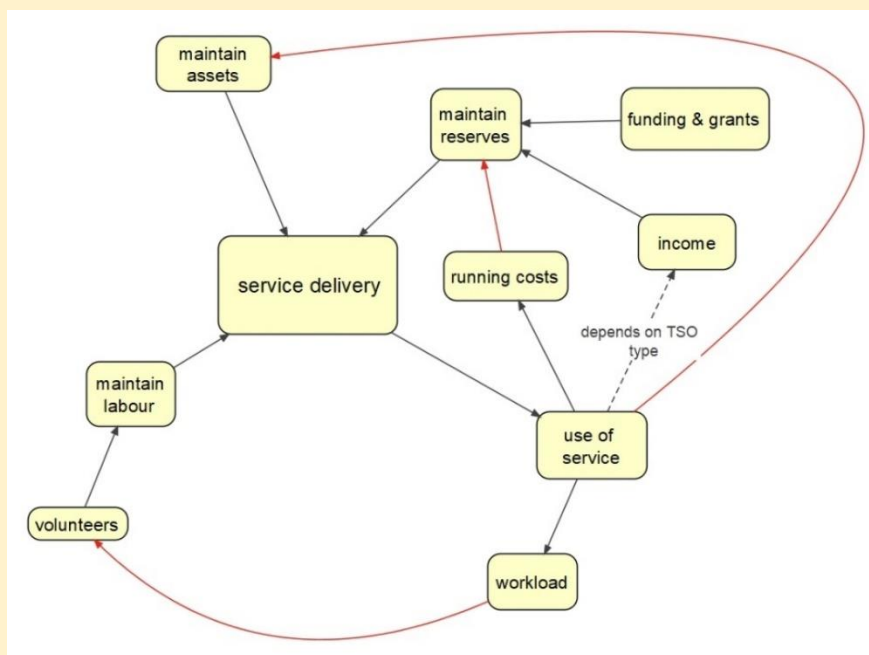 maintain
assets
maintain
reserves
funding & grants
income
service delivery
running costs
depends on TSO
type
maintain
labour
use of
service
volunteers
workload